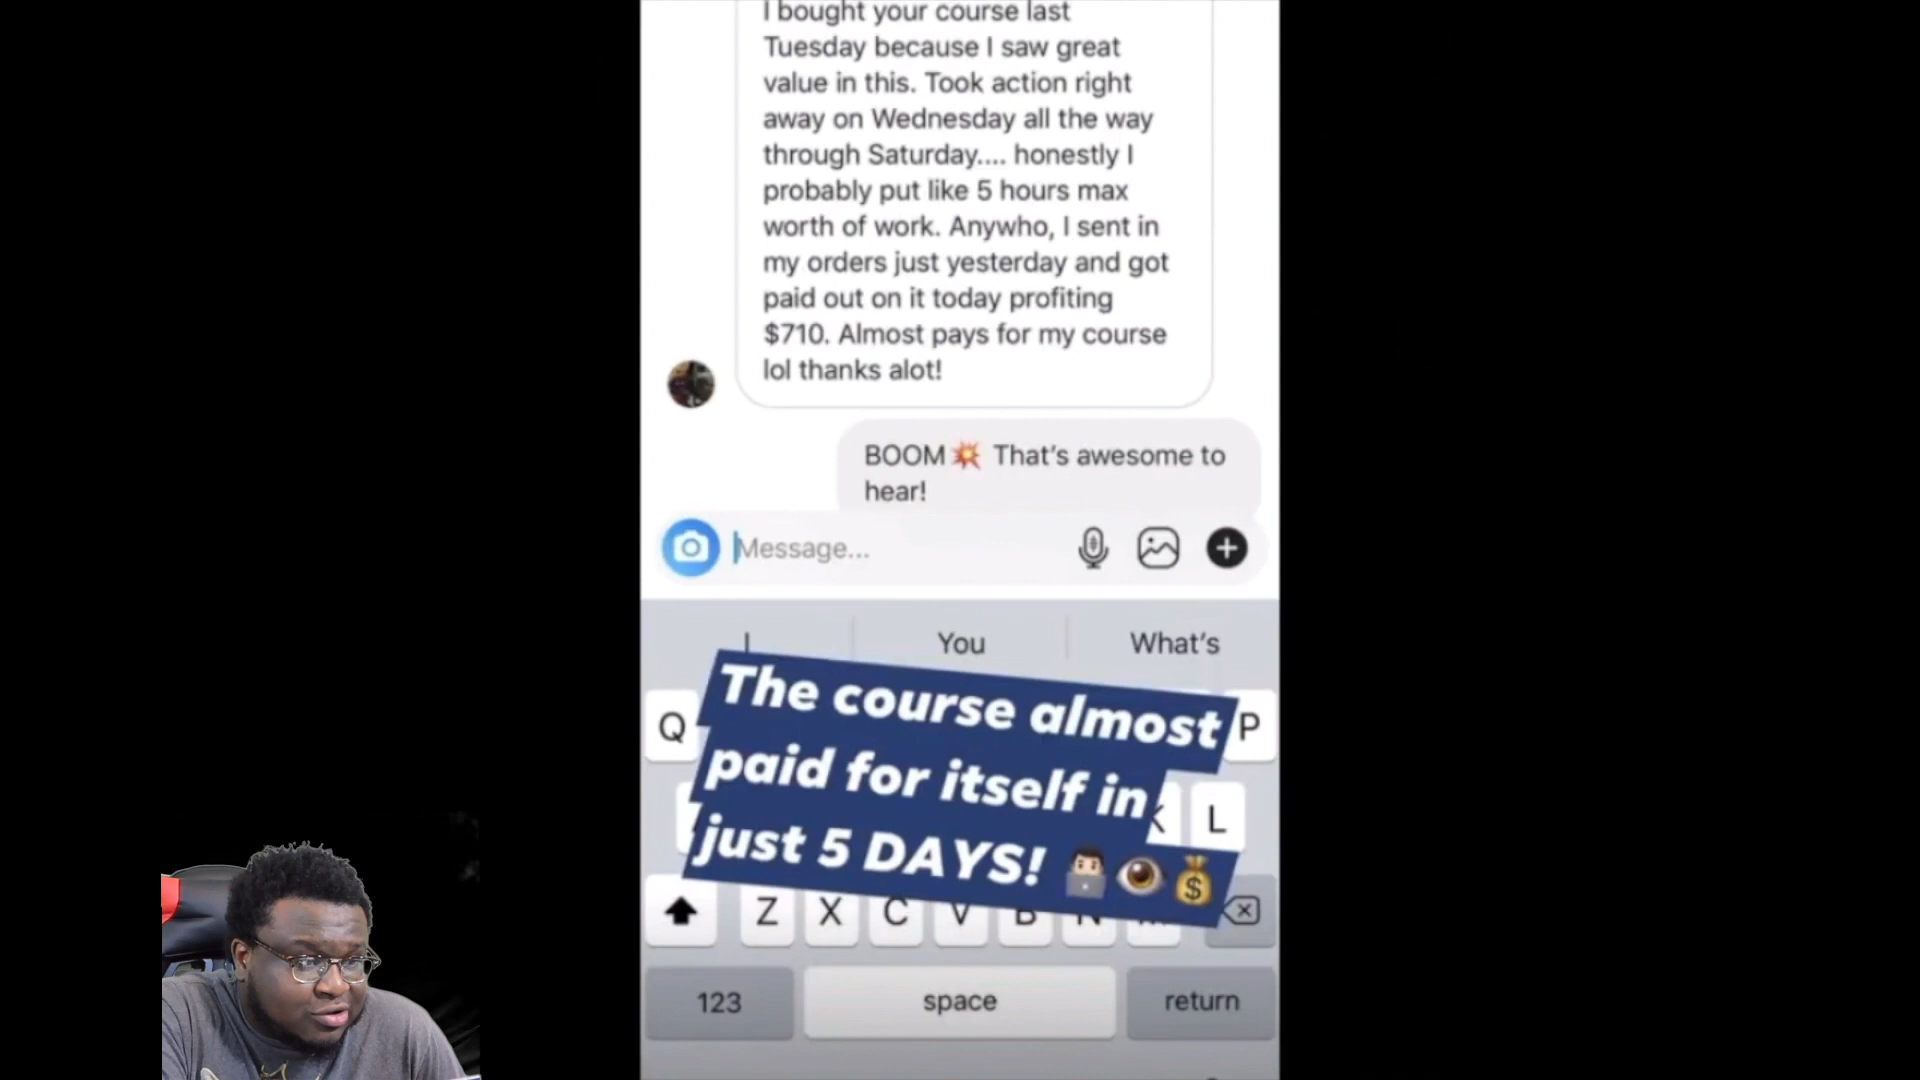 I bought your course last
Tuesday because I saw great
value in this. Took action right
away on Wednesday all the way
through Saturday.... honestly I
probably put like 5 hours max
worth of work. Anywho, I sent in
my orders just yesterday and got
paid out on it today profiting
$710. Almost pays for my course
lol thanks alot!
BOOM💥 That's awesome to
hear!
Message...
I You What's
The course almost
paid for itself in
just 5 DAYS! 👨🏻‍💻👁️💰
Q P
K L
Z X C V B N M
123 space return